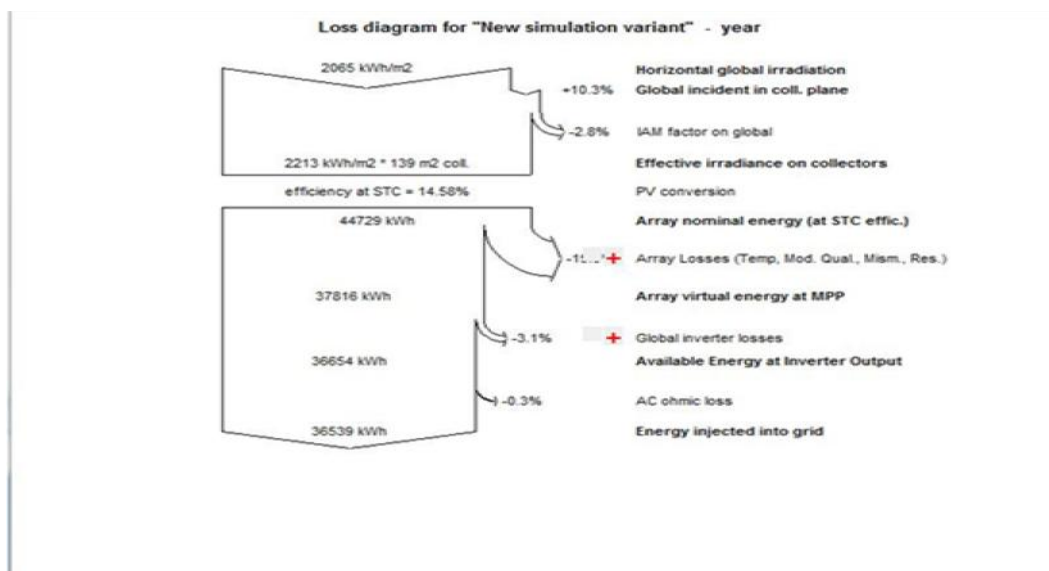 Loss diagram for "New simulation variant" - year
2065 kWh/m2 Horizontal global irradiation
+10.3% Global incident in coll. plane
-2.8% IAM factor on global
2213 kWh/m2 * 139 m2 coll. Effective irradiance on collectors
efficiency at STC = 14.58% PV conversion
44729 kWh Array nominal energy (at STC effic.)
Array Losses (Temp, Mod. Qual., Mism., Res.)
37816 kWh Array virtual energy at MPP
-3.1% + Global inverter losses
36654 kWh Available Energy at Inverter Output
-0.3% AC ohmic loss
36539 kWh Energy injected into grid